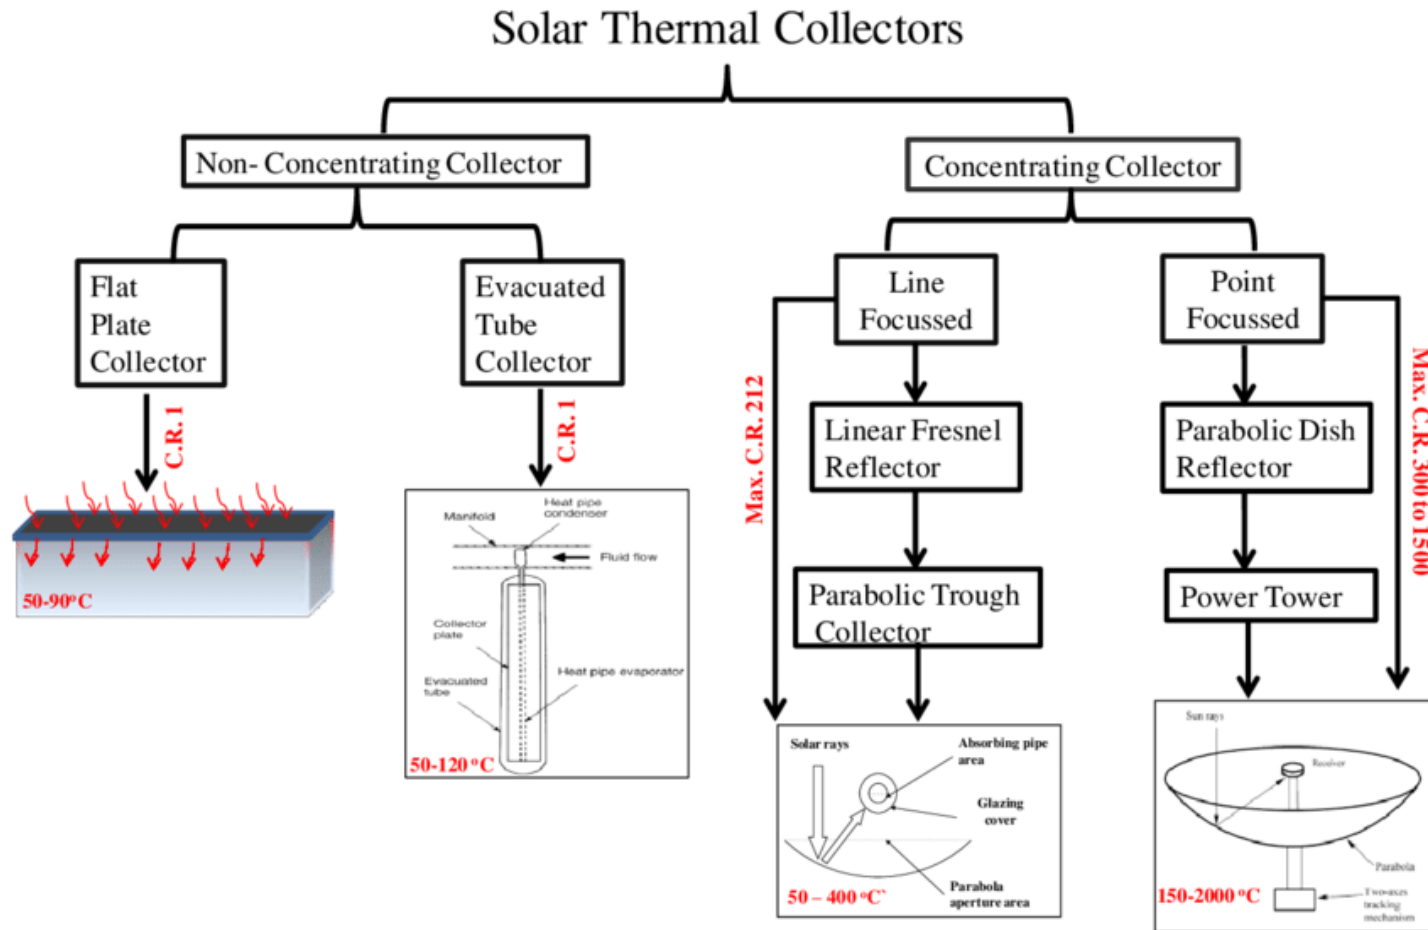 Solar Thermal Collectors
Non- Concentrating Collector
Concentrating Collector
Flat
Plate
Collector
Evacuated
Tube
Collector
Line
Focussed
Point
Focussed
C.R. 1
C.R. 1
Max. C.R. 212
Max. C.R. 300 to 1500
Linear Fresnel
Reflector
Parabolic Dish
Reflector
Parabolic Trough
Collector
Power Tower
50-90°C
Heat pipe
condenser
Manifold
Fluid flow
Collector
plate
Heat pipe evaporator
Evacuated
tube
50-120 °C
Solar rays
Absorbing pipe
area
Glazing
cover
Parabola
aperture area
50 – 400 °C`
Sun rays
Receiver
Parabola
Two-axes
tracking
mechanism
150-2000 °C